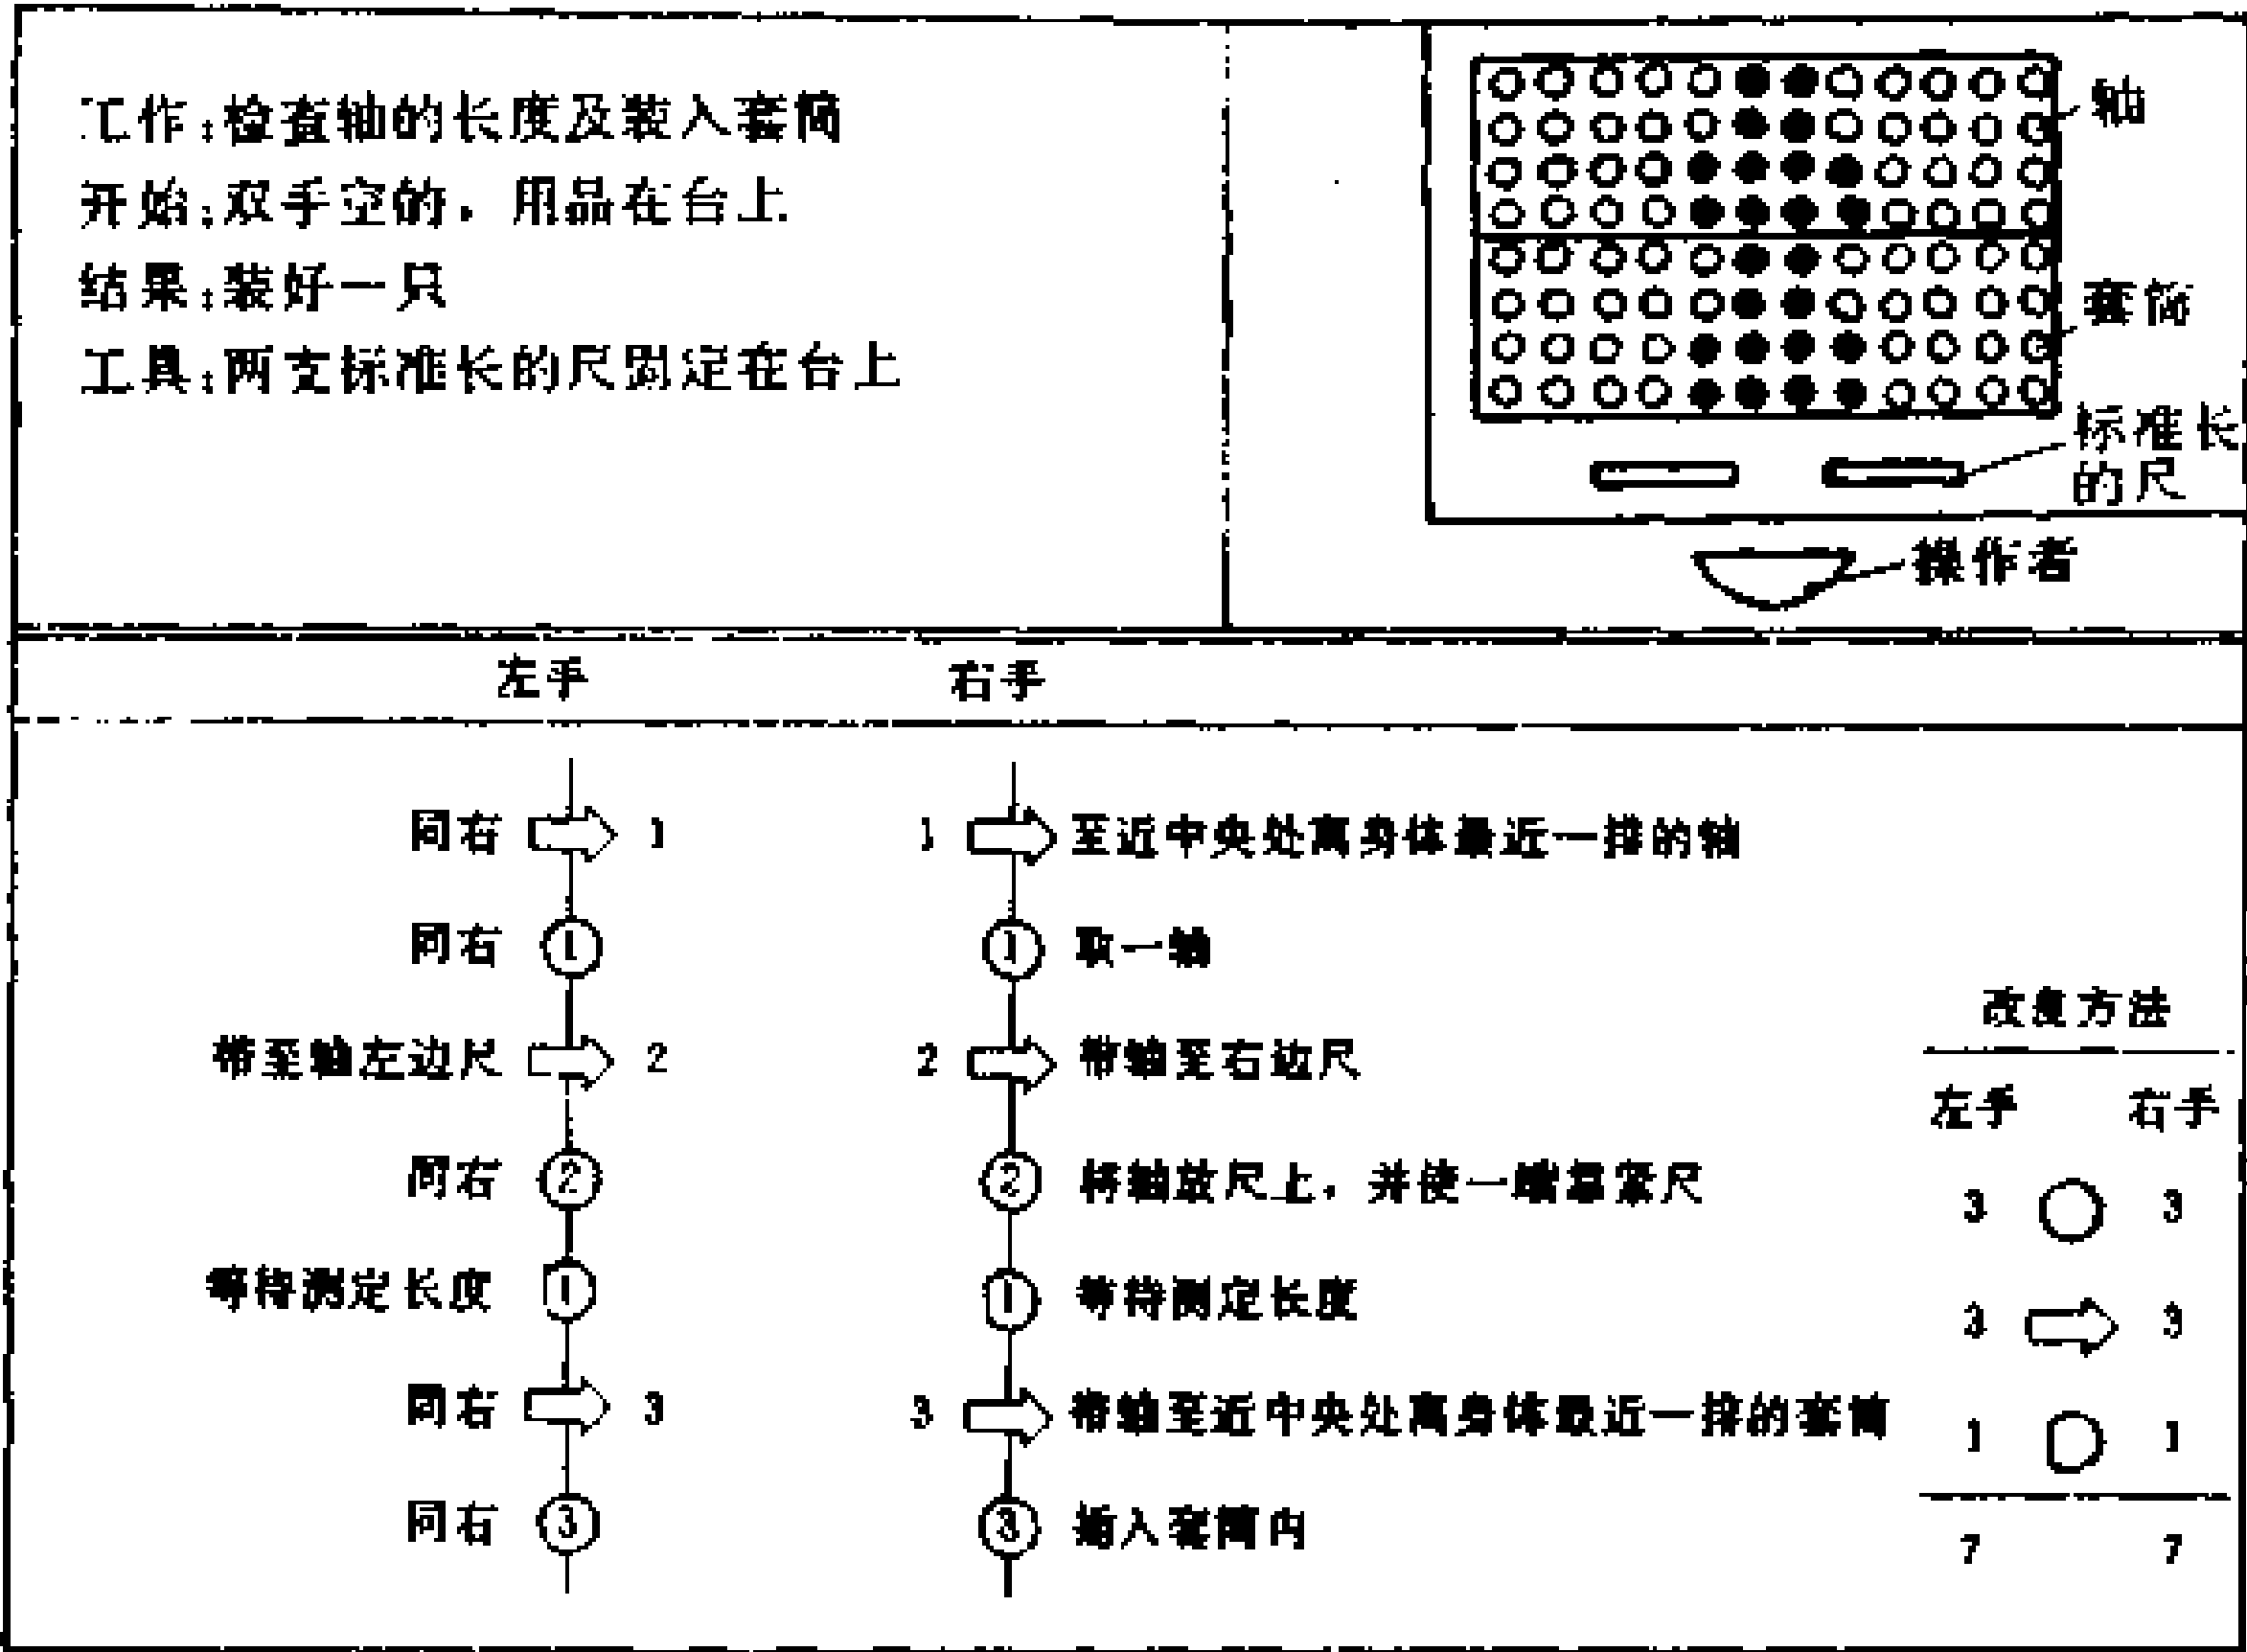 工作:检查轴的长度及装入套筒
开始:双手空的，用品在台上
结果:装好一只
工具:两支标准长的尺固定在台上
轴
套筒
标准长
的尺
操作者
左手 右手
同右 1 1 至近中央处离身体最近一排的轴
同右 1 1 取一轴
带至轴左边尺 2 2 带轴至右边尺
同右 2 2 将轴放尺上，并使一端靠紧尺
等待测定长度 1 1 等待测定长度
同右 3 3 带轴至近中央处离身体最近一排的套筒
同右 3 3 插入套筒内
改良方法
左手 右手
3 3
3 3
1 1
7 7